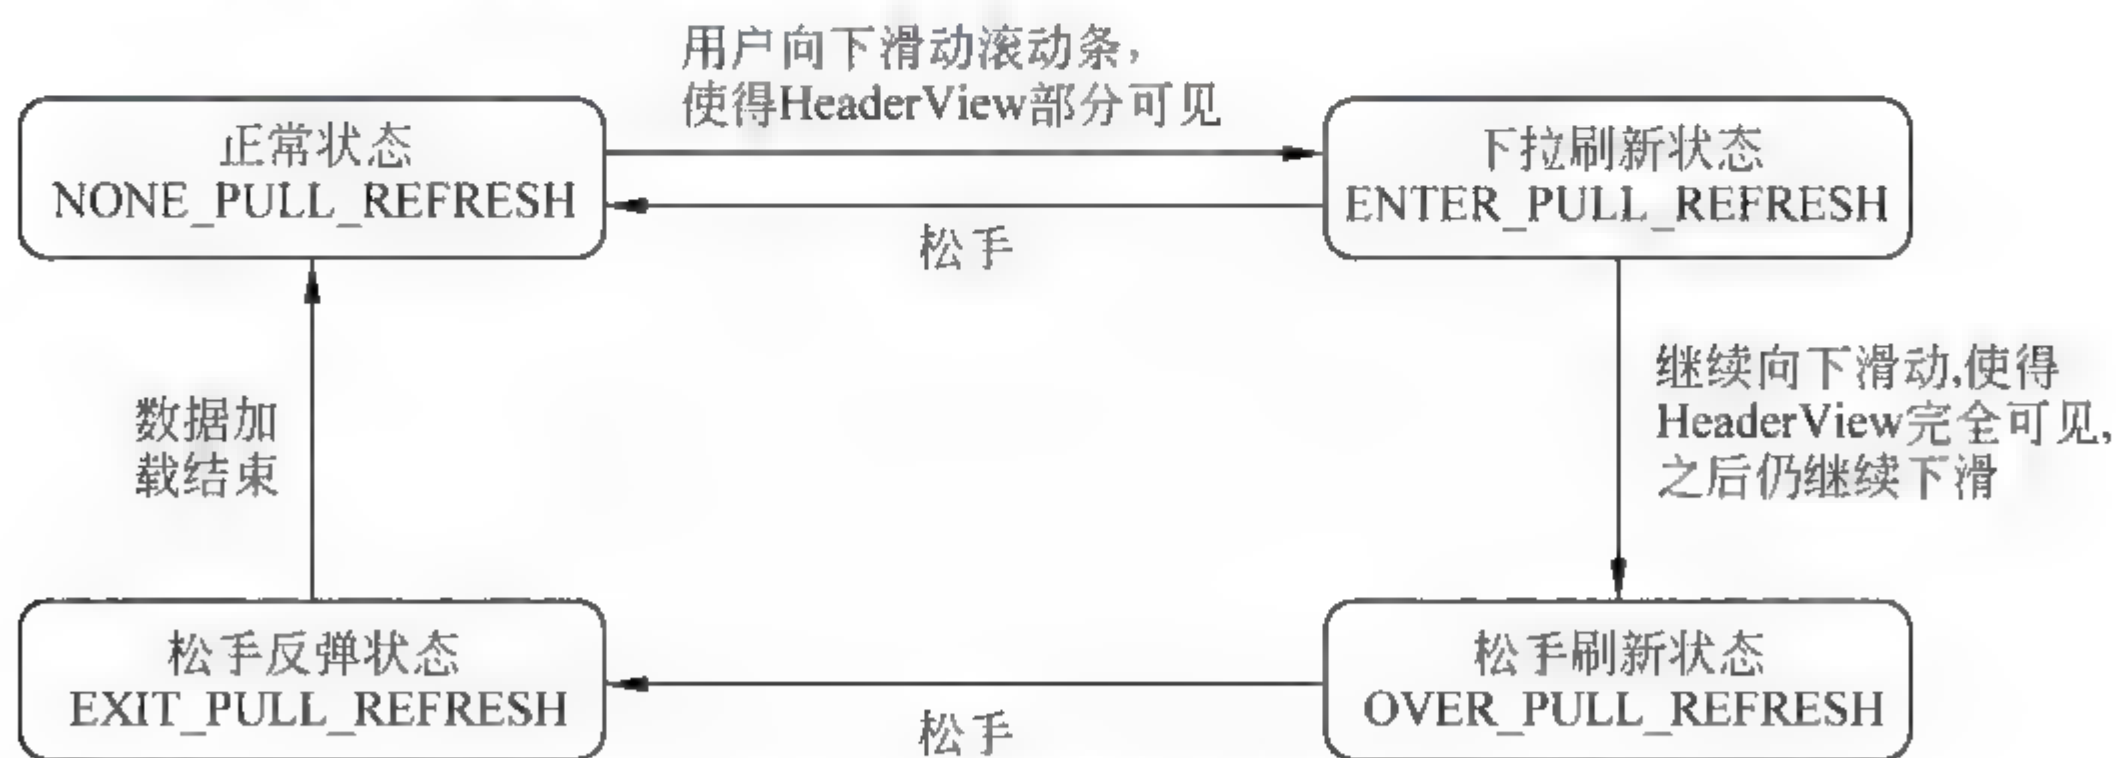 用户向下滑动滚动条,
使得HeaderView部分可见
正常状态
NONE_PULL_REFRESH
下拉刷新状态
ENTER_PULL_REFRESH
松手
数据加
载结束
继续向下滑动,使得
HeaderView完全可见,
之后仍继续下滑
松手反弹状态
EXIT_PULL_REFRESH
松手刷新状态
OVER_PULL_REFRESH
松手